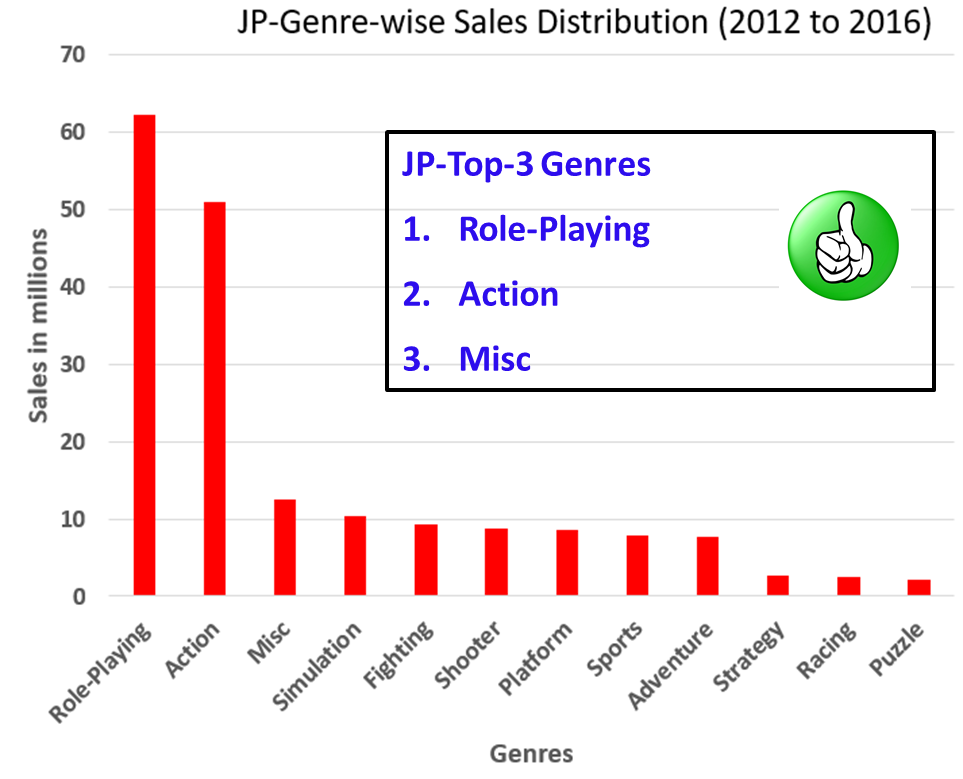 JP-Genre-wise Sales Distribution (2012 to 2016)
70
60
50
40
30
20
10
0
Sales in millions
JP-Top-3 Genres
1. Role-Playing
2. Action
3. Misc
Role-Playing
Action
Misc
Simulation
Fighting
Shooter
Platform
Sports
Adventure
Strategy
Racing
Puzzle
Genres